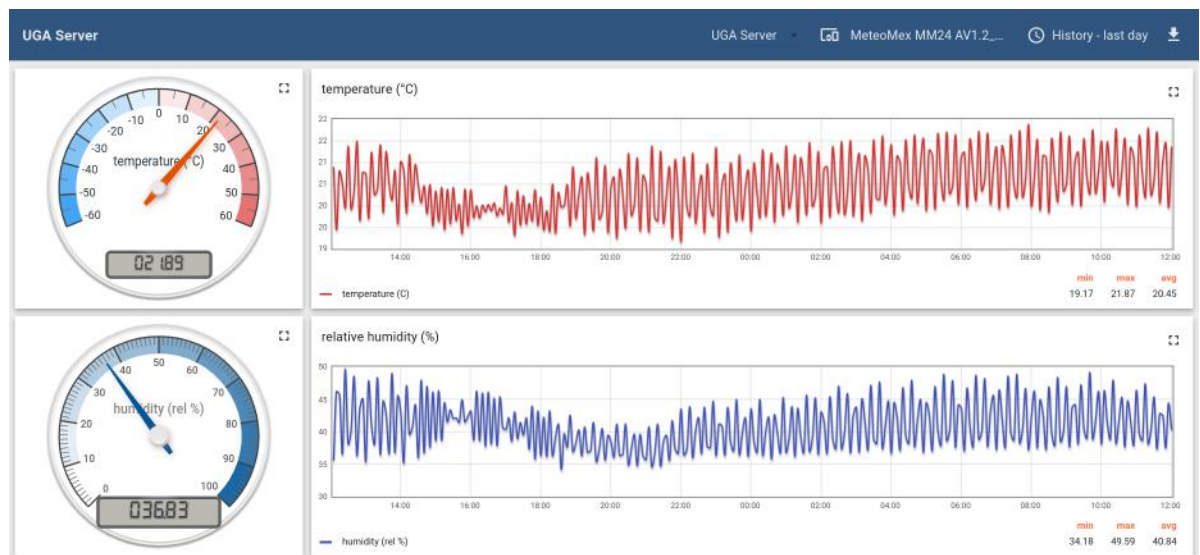 UGA Server
UGA Server
MeteoMex MM24 AV1.2_...
History - last day
-60
-50
-40
-30
-20
-10
0
10
20
30
40
50
60
temperature (°C)
021.89
temperature (°C)
22
22
21
21
20
20
19
14:00 16:00 18:00 20:00 22:00 00:00 02:00 04:00 06:00 08:00 10:00 12:00
min max avg
temperature (C) 19.17 21.87 20.45
0
10
20
30
40
50
60
70
80
90
100
humidity (rel %)
036.83
relative humidity (%)
50
45
40
35
30
14:00 16:00 18:00 20:00 22:00 00:00 02:00 04:00 06:00 08:00 10:00 12:00
min max avg
humidity (rel %) 34.18 49.59 40.84